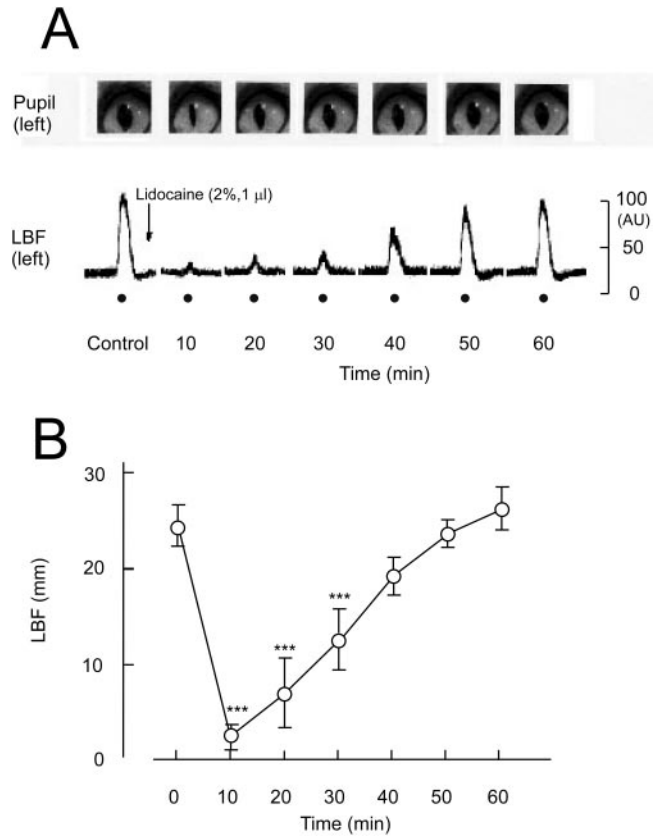 A
Pupil
(left)
Lidocaine (2%,1 µl)
LBF
(left)
100
(AU)
50
0
Control 10 20 30 40 50 60
Time (min)
B
30
20
10
0
LBF (mm)
***
***
***
0 10 20 30 40 50 60
Time (min)